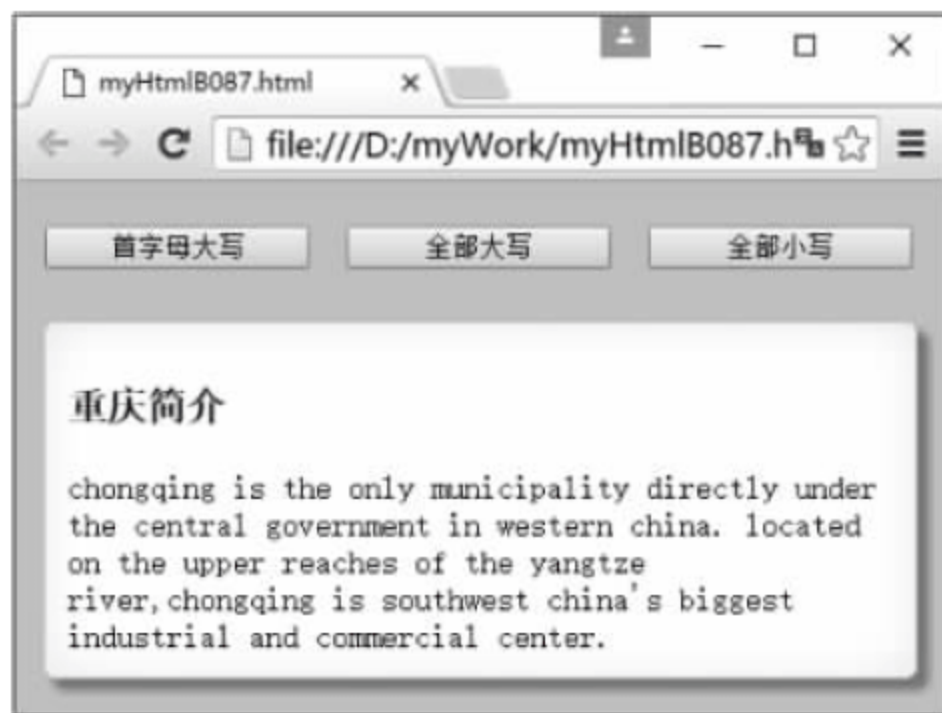 myHtmlB087.html
file:///D:/myWork/myHtmlB087.h
首字母大写 全部大写 全部小写
重庆简介
chongqing is the only municipality directly under
the central government in western china. located
on the upper reaches of the yangtze
river,chongqing is southwest china's biggest
industrial and commercial center.